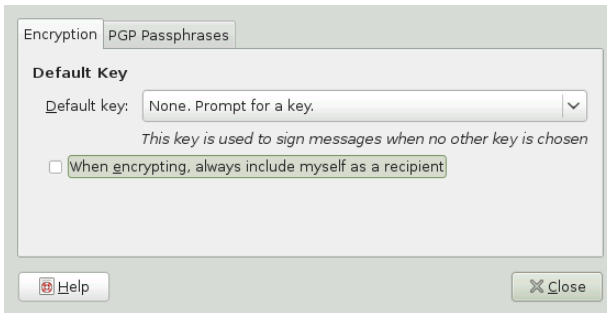 Encryption PGP Passphrases
Default Key
Default key: None. Prompt for a key.
This key is used to sign messages when no other key is chosen
When encrypting, always include myself as a recipient
Help Close